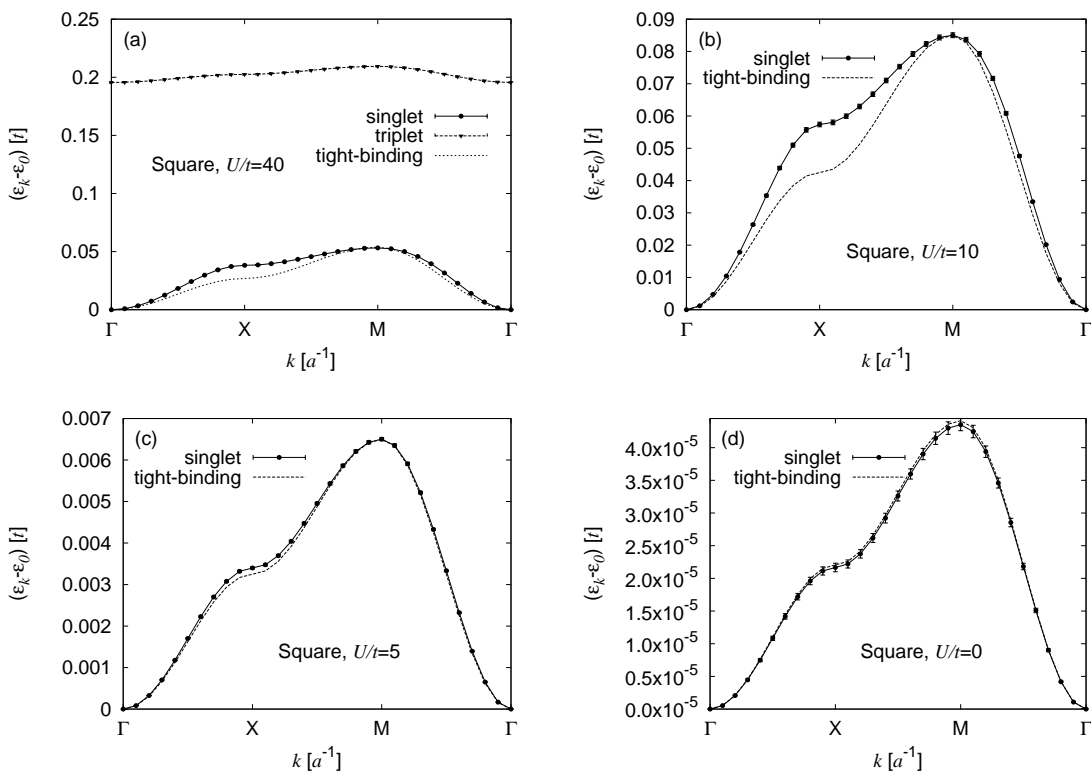 (a)
(ε_k-ε_0) [t]
0.25
0.2
0.15
0.1
0.05
0
singlet
triplet
tight-binding
Square, U/t=40
Γ X M Γ
k [a^-1]
(b)
(ε_k-ε_0) [t]
0.09
0.08
0.07
0.06
0.05
0.04
0.03
0.02
0.01
0
singlet
tight-binding
Square, U/t=10
Γ X M Γ
k [a^-1]
(c)
(ε_k-ε_0) [t]
0.007
0.006
0.005
0.004
0.003
0.002
0.001
0
singlet
tight-binding
Square, U/t=5
Γ X M Γ
k [a^-1]
(d)
(ε_k-ε_0) [t]
4.0x10^-5
3.5x10^-5
3.0x10^-5
2.5x10^-5
2.0x10^-5
1.5x10^-5
1.0x10^-5
0.5x10^-5
0.0x10^-5
singlet
tight-binding
Square, U/t=0
Γ X M Γ
k [a^-1]